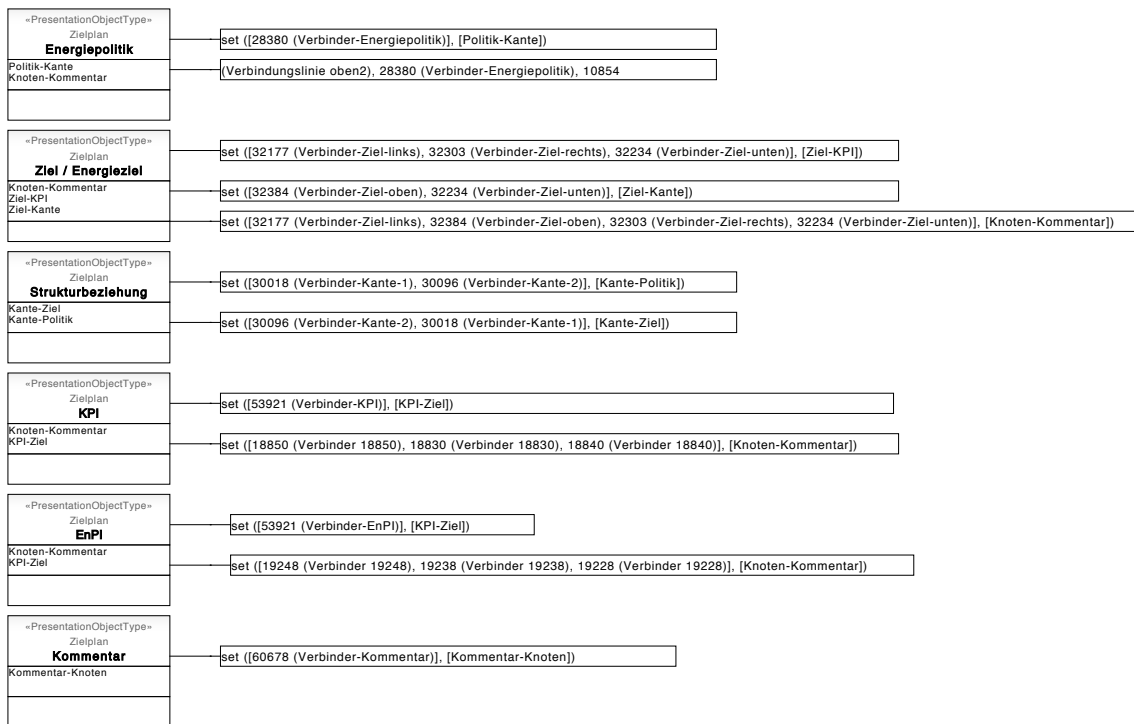 «PresentationObjectType»
Zielplan
Energiepolitik
Politik-Kante
Knoten-Kommentar
set ([28380 (Verbinder-Energiepolitik)], [Politik-Kante])
(Verbindungslinie oben2), 28380 (Verbinder-Energiepolitik), 10854
«PresentationObjectType»
Zielplan
Ziel / Energieziel
Knoten-Kommentar
Ziel-KPI
Ziel-Kante
set ([32177 (Verbinder-Ziel-links), 32303 (Verbinder-Ziel-rechts), 32234 (Verbinder-Ziel-unten)], [Ziel-KPI])
set ([32384 (Verbinder-Ziel-oben), 32234 (Verbinder-Ziel-unten)], [Ziel-Kante])
set ([32177 (Verbinder-Ziel-links), 32384 (Verbinder-Ziel-oben), 32303 (Verbinder-Ziel-rechts), 32234 (Verbinder-Ziel-unten)], [Knoten-Kommentar])
«PresentationObjectType»
Zielplan
Strukturbeziehung
Kante-Ziel
Kante-Politik
set ([30018 (Verbinder-Kante-1), 30096 (Verbinder-Kante-2)], [Kante-Politik])
set ([30096 (Verbinder-Kante-2), 30018 (Verbinder-Kante-1)], [Kante-Ziel])
«PresentationObjectType»
Zielplan
KPI
Knoten-Kommentar
KPI-Ziel
set ([53921 (Verbinder-KPI)], [KPI-Ziel])
set ([18850 (Verbinder 18850), 18830 (Verbinder 18830), 18840 (Verbinder 18840)], [Knoten-Kommentar])
«PresentationObjectType»
Zielplan
EnPI
Knoten-Kommentar
KPI-Ziel
set ([53921 (Verbinder-EnPI)], [KPI-Ziel])
set ([19248 (Verbinder 19248), 19238 (Verbinder 19238), 19228 (Verbinder 19228)], [Knoten-Kommentar])
«PresentationObjectType»
Zielplan
Kommentar
Kommentar-Knoten
set ([60678 (Verbinder-Kommentar)], [Kommentar-Knoten])